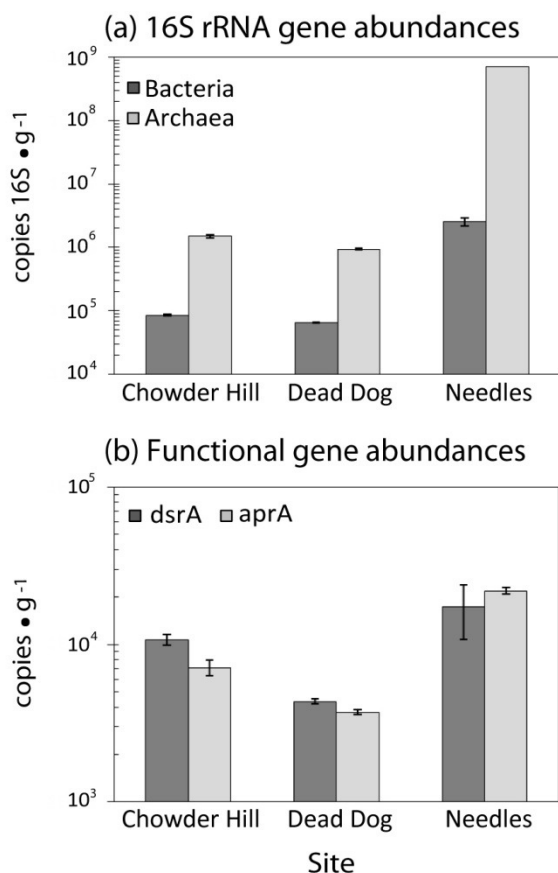 (a) 16S rRNA gene abundances
copies 16S • g⁻¹
10⁹
10⁸
10⁷
10⁶
10⁵
10⁴
Bacteria
Archaea
Chowder Hill Dead Dog Needles
(b) Functional gene abundances
copies • g⁻¹
10⁵
10⁴
10³
dsrA aprA
Chowder Hill Dead Dog Needles
Site